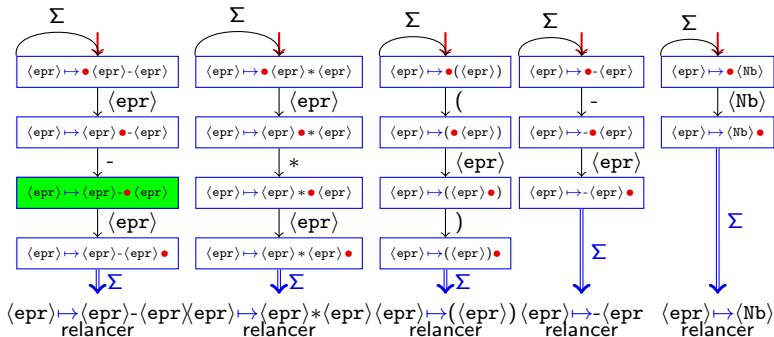 Σ Σ Σ Σ Σ
⟨epr⟩↦●⟨epr⟩-⟨epr⟩ ⟨epr⟩↦●⟨epr⟩*⟨epr⟩ ⟨epr⟩↦●(⟨epr⟩) ⟨epr⟩↦●-⟨epr⟩ ⟨epr⟩↦●⟨Nb⟩
⟨epr⟩ ⟨epr⟩ ( - ⟨Nb⟩
⟨epr⟩↦⟨epr⟩●-⟨epr⟩ ⟨epr⟩↦⟨epr⟩●*⟨epr⟩ ⟨epr⟩↦(●⟨epr⟩) ⟨epr⟩↦-●⟨epr⟩ ⟨epr⟩↦⟨Nb⟩●
- * ⟨epr⟩ ⟨epr⟩
⟨epr⟩↦⟨epr⟩-●⟨epr⟩ ⟨epr⟩↦⟨epr⟩*●⟨epr⟩ ⟨epr⟩↦(⟨epr⟩●) ⟨epr⟩↦-⟨epr⟩●
⟨epr⟩ ⟨epr⟩ ) Σ
⟨epr⟩↦⟨epr⟩-⟨epr⟩● ⟨epr⟩↦⟨epr⟩*⟨epr⟩● ⟨epr⟩↦(⟨epr⟩)● Σ
Σ Σ Σ
⟨epr⟩↦⟨epr⟩-⟨epr⟩ ⟨epr⟩↦⟨epr⟩*⟨epr⟩ ⟨epr⟩↦(⟨epr⟩) ⟨epr⟩↦-⟨epr ⟨epr⟩↦⟨Nb⟩
relancer relancer relancer relancer relancer